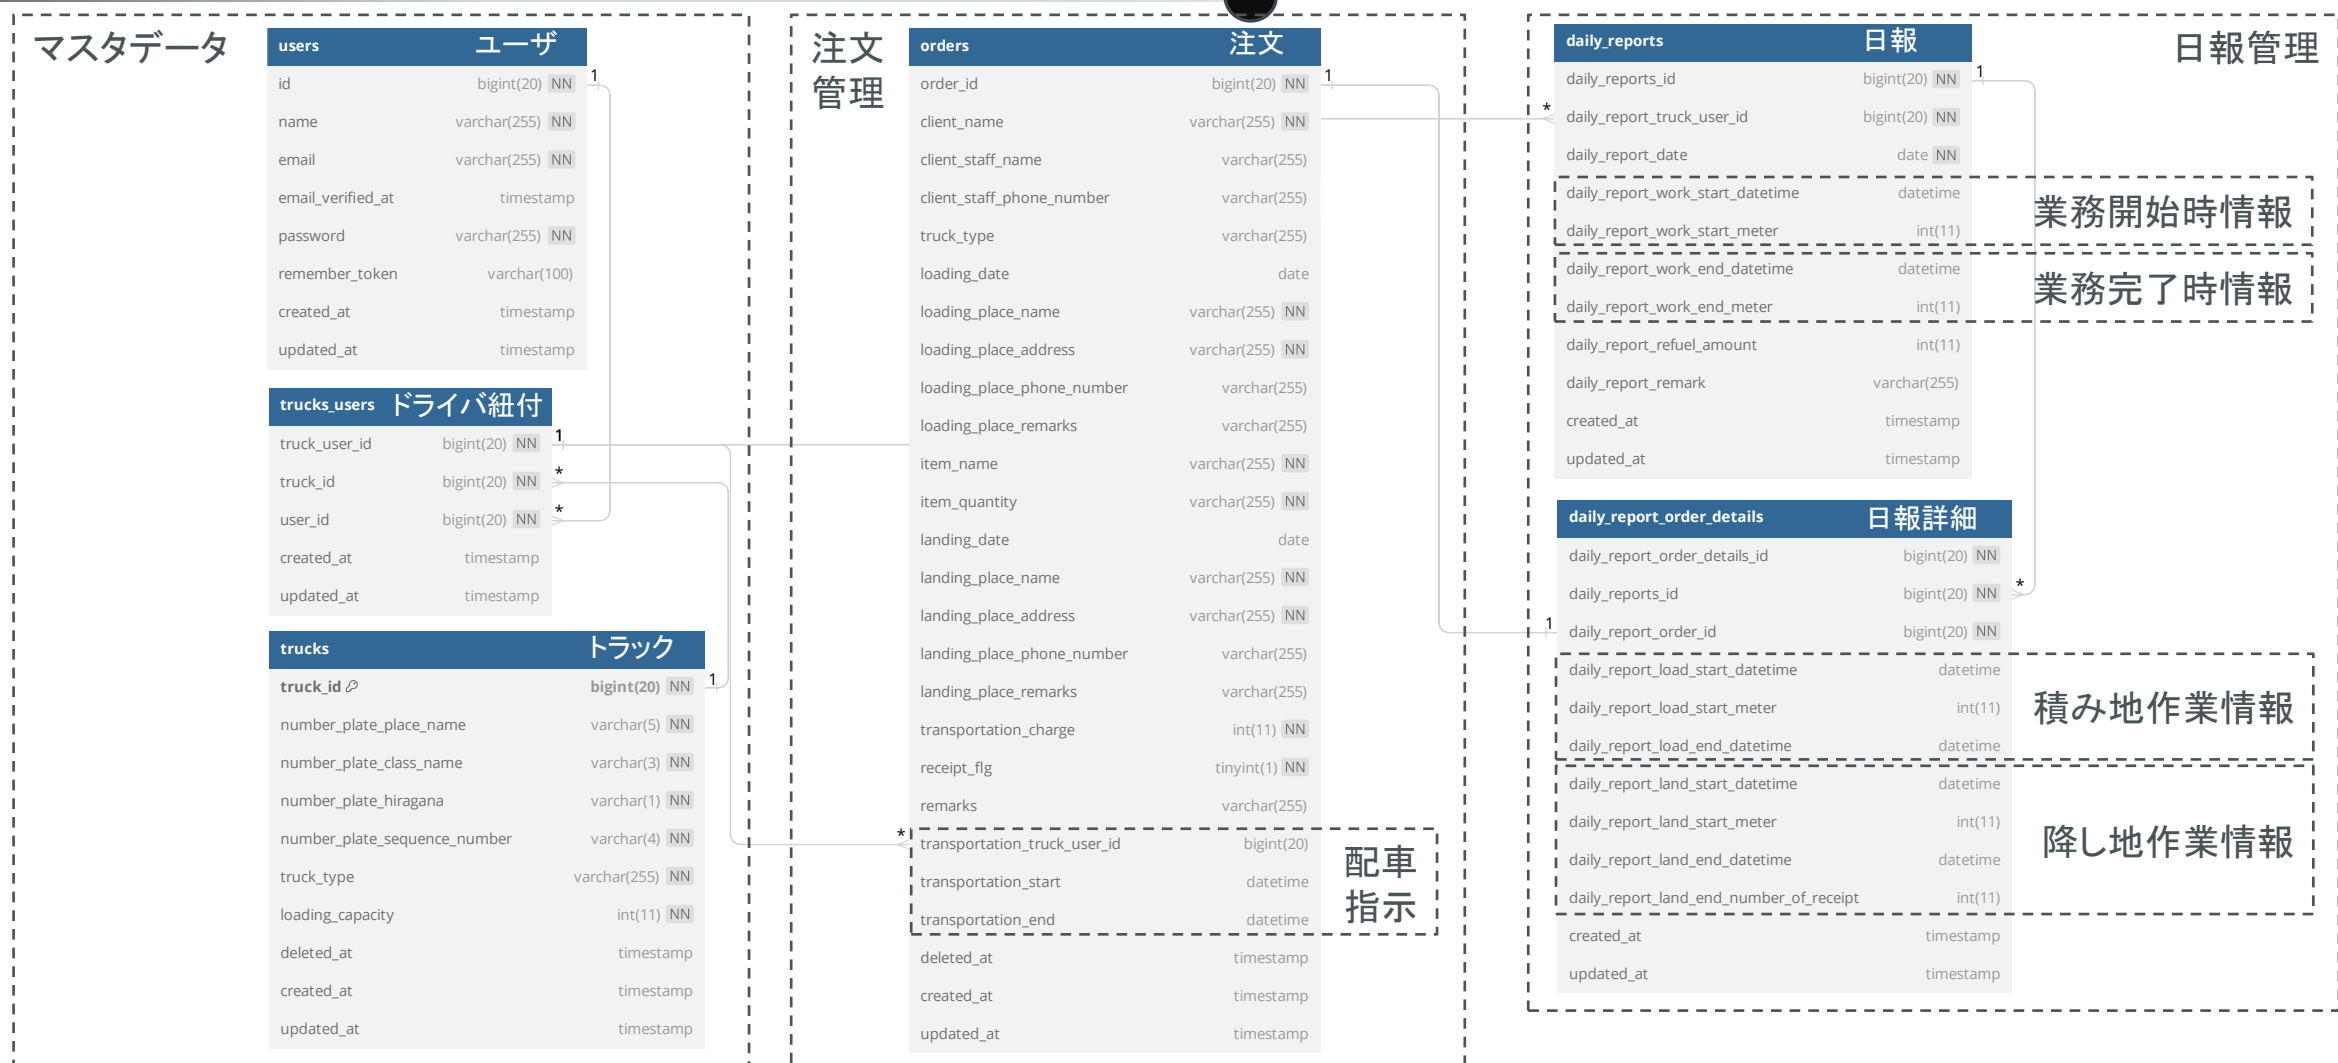 マスタデータ
users ユーザ
id bigint(20) NN 1
name varchar(255) NN
email varchar(255) NN
email_verified_at timestamp
password varchar(255) NN
remember_token varchar(100)
created_at timestamp
updated_at timestamp
trucks_users ドライバ紐付
truck_user_id bigint(20) NN 1
truck_id bigint(20) NN *
user_id bigint(20) NN *
created_at timestamp
updated_at timestamp
trucks トラック
truck_id bigint(20) NN 1
number_plate_place_name varchar(5) NN
number_plate_class_name varchar(3) NN
number_plate_hiragana varchar(1) NN
number_plate_sequence_number varchar(4) NN
truck_type varchar(255) NN
loading_capacity int(11) NN
deleted_at timestamp
created_at timestamp
updated_at timestamp
注文
管理
orders 注文
order_id bigint(20) NN 1
client_name varchar(255) NN
client_staff_name varchar(255)
client_staff_phone_number varchar(255)
truck_type varchar(255)
loading_date date
loading_place_name varchar(255) NN
loading_place_address varchar(255) NN
loading_place_phone_number varchar(255)
loading_place_remarks varchar(255)
item_name varchar(255) NN
item_quantity varchar(255) NN
landing_date date
landing_place_name varchar(255) NN
landing_place_address varchar(255) NN
landing_place_phone_number varchar(255)
landing_place_remarks varchar(255)
transportation_charge int(11) NN
receipt_flg tinyint(1) NN
remarks varchar(255)
* transportation_truck_user_id bigint(20)
transportation_start datetime
transportation_end datetime
配車
指示
deleted_at timestamp
created_at timestamp
updated_at timestamp
日報管理
daily_reports 日報
daily_reports_id bigint(20) NN 1
* daily_report_truck_user_id bigint(20) NN
daily_report_date date NN
daily_report_work_start_datetime datetime
daily_report_work_start_meter int(11)
業務開始時情報
daily_report_work_end_datetime datetime
daily_report_work_end_meter int(11)
業務完了時情報
daily_report_refuel_amount int(11)
daily_report_remark varchar(255)
created_at timestamp
updated_at timestamp
daily_report_order_details 日報詳細
daily_report_order_details_id bigint(20) NN
daily_reports_id bigint(20) NN *
1 daily_report_order_id bigint(20) NN
daily_report_load_start_datetime datetime
daily_report_load_start_meter int(11)
daily_report_load_end_datetime datetime
積み地作業情報
daily_report_land_start_datetime datetime
daily_report_land_start_meter int(11)
daily_report_land_end_datetime datetime
daily_report_land_end_number_of_receipt int(11)
降し地作業情報
created_at timestamp
updated_at timestamp